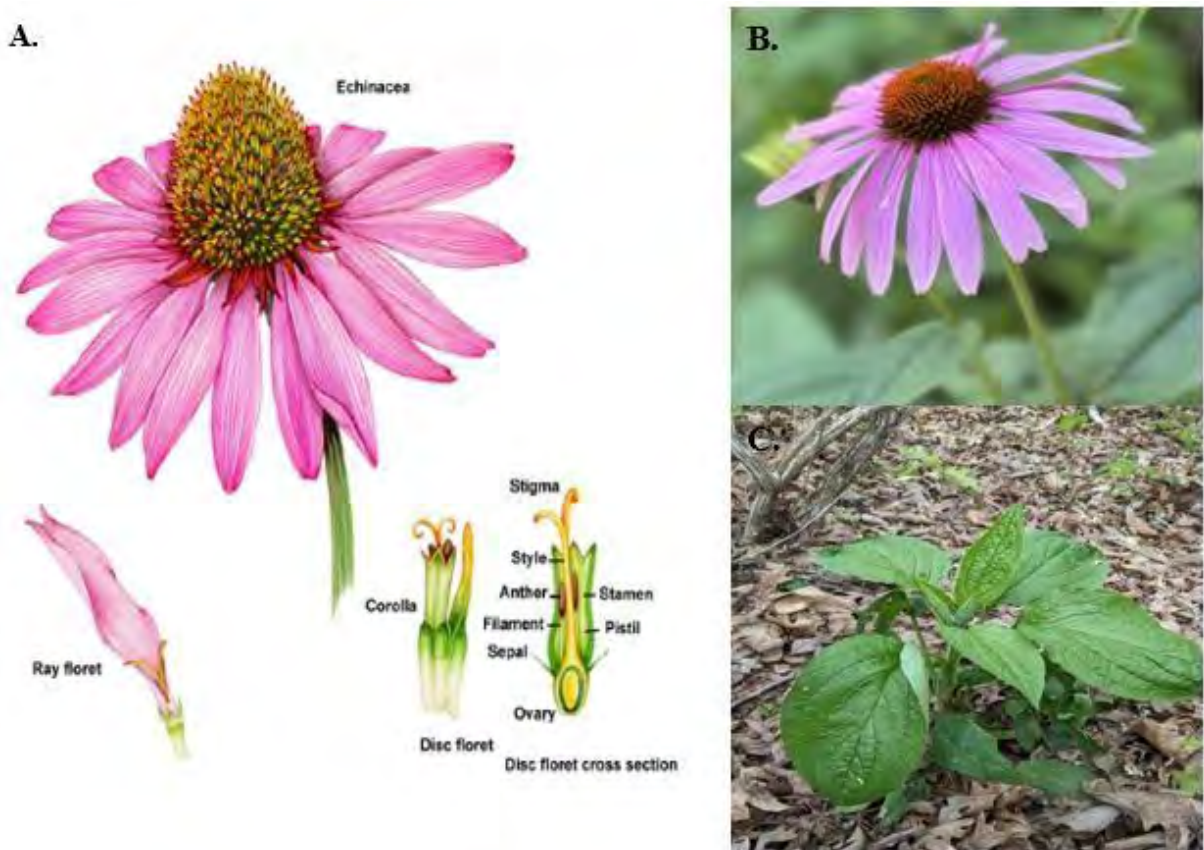 A.
Echinacea
B.
C.
Stigma
Style
Anther
Stamen
Corolla
Filament
Pistil
Sepal
Ray floret
Ovary
Disc floret
Disc floret cross section